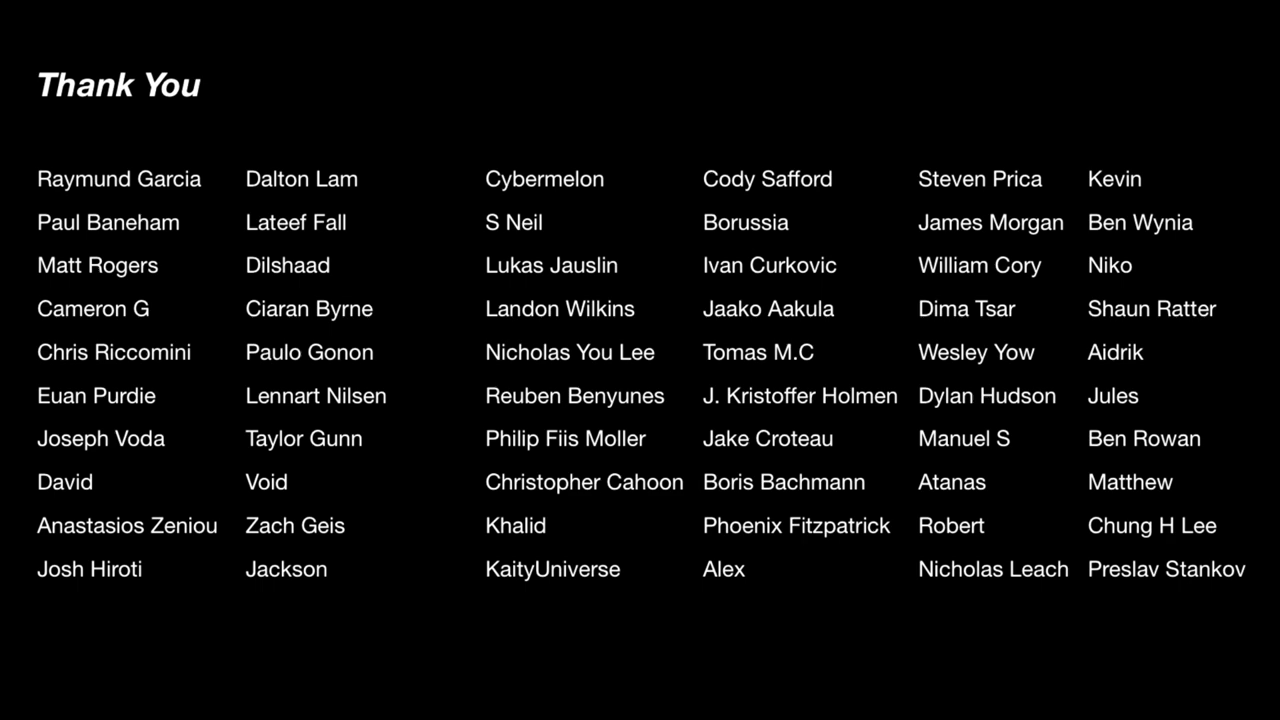 Thank You
Raymund Garcia Dalton Lam Cybermelon Cody Safford Steven Prica Kevin
Paul Baneham Lateef Fall S Neil Borussia James Morgan Ben Wynia
Matt Rogers Dilshaad Lukas Jauslin Ivan Curkovic William Cory Niko
Cameron G Ciaran Byrne Landon Wilkins Jaako Aakula Dima Tsar Shaun Ratter
Chris Riccomini Paulo Gonon Nicholas You Lee Tomas M.C Wesley Yow Aidrik
Euan Purdie Lennart Nilsen Reuben Benyunes J. Kristoffer Holmen Dylan Hudson Jules
Joseph Voda Taylor Gunn Philip Fiis Moller Jake Croteau Manuel S Ben Rowan
David Void Christopher Cahoon Boris Bachmann Atanas Matthew
Anastasios Zeniou Zach Geis Khalid Phoenix Fitzpatrick Robert Chung H Lee
Josh Hiroti Jackson KaityUniverse Alex Nicholas Leach Preslav Stankov